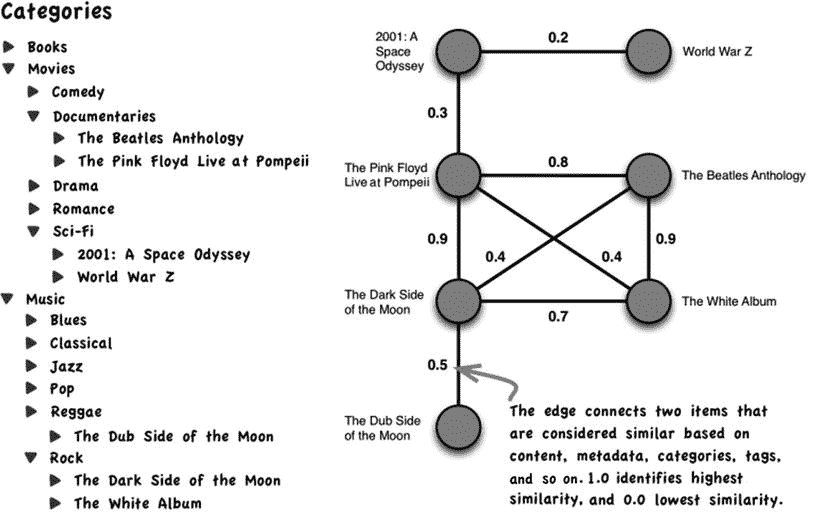 Categories
Books
Movies
Comedy
Documentaries
The Beatles Anthology
The Pink Floyd Live at Pompeii
Drama
Romance
Sci-Fi
2001: A Space Odyssey
World War Z
Music
Blues
Classical
Jazz
Pop
Reggae
The Dub Side of the Moon
Rock
The Dark Side of the Moon
The White Album
2001: A
Space
Odyssey
0.2
World War Z
0.3
The Pink Floyd
Live at Pompeii
0.8
The Beatles Anthology
0.9
0.4
0.4
0.9
The Dark Side
of the Moon
0.7
The White Album
0.5
The Dub Side
of the Moon
The edge connects two items that
are considered similar based on
content, metadata, categories, tags,
and so on. 1.0 identifies highest
similarity, and 0.0 lowest similarity.